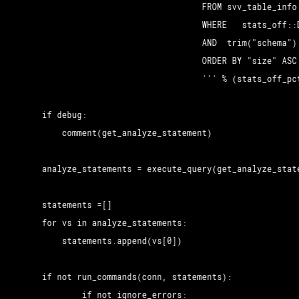 FROM svv_table_info
WHERE stats_off::
AND trim("schema")
ORDER BY "size" ASC
''' % (stats_off_pct
if debug:
comment(get_analyze_statement)
analyze_statements = execute_query(get_analyze_state
statements =[]
for vs in analyze_statements:
statements.append(vs[0])
if not run_commands(conn, statements):
if not ignore_errors: